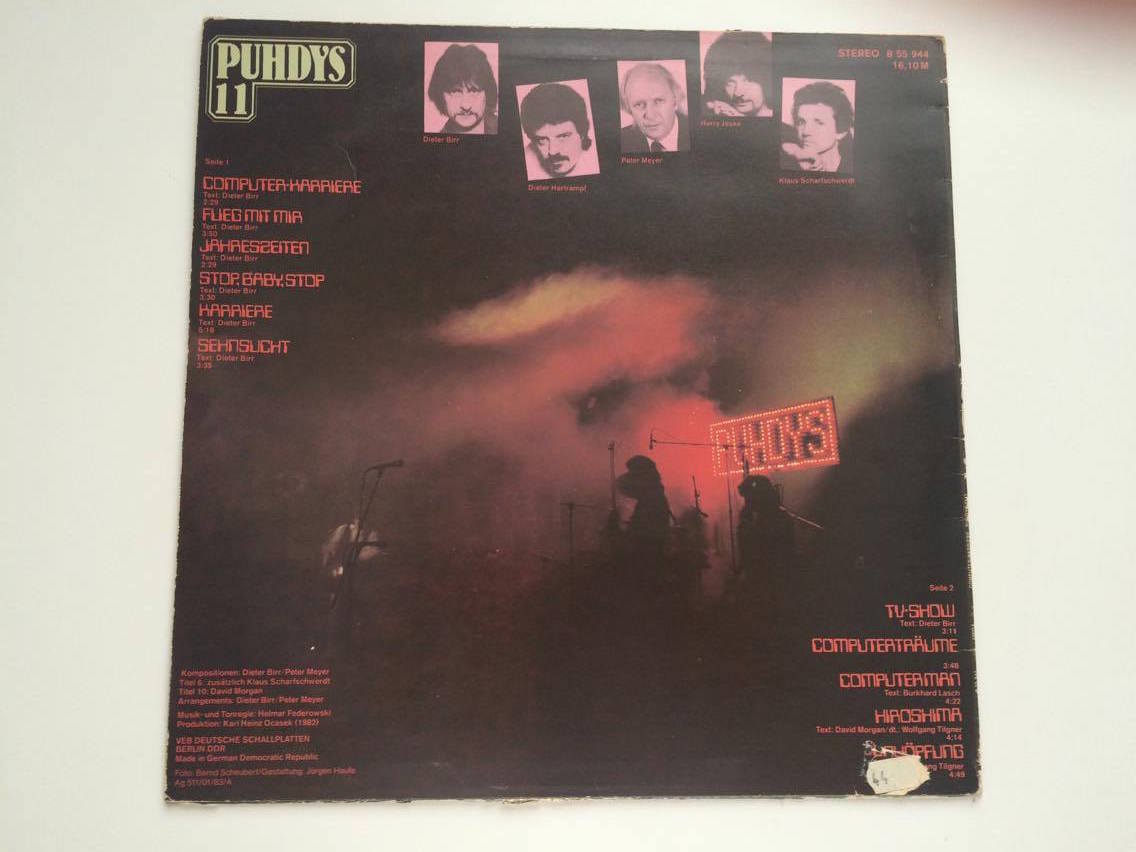 PUHDYS
11
STEREO 8 55 944
16,10 M
Dieter Birr
Dieter Hertrampf
Peter Meyer
Harry Jeske
Klaus Scharfschwerdt
Seite 1
COMPUTER-KARRIERE
Text: Dieter Birr
2:29
FLIEG MIT MIR
Text: Dieter Birr
3:50
JAHRESZEITEN
Text: Dieter Birr
2:29
STOP, BABY, STOP
Text: Dieter Birr
3:30
KARRIERE
Text: Dieter Birr
5:18
SEHNSUCHT
Text: Dieter Birr
3:35
PUHDYS
Seite 2
TV-SHOW
Text: Dieter Birr
3:11
COMPUTERTRÄUME
3:48
COMPUTERMAN
Text: Burkhard Lasch
4:22
HIROSHIMA
Text: David Morgan/dt.: Wolfgang Tilgner
4:14
Tilgner
4:49
44
Kompositionen: Dieter Birr/Peter Meyer
Titel 6: zusätzlich Klaus Scharfschwerdt
Titel 10: David Morgan
Arrangements: Dieter Birr/Peter Meyer
Musik- und Tonregie: Helmar Federowski
Produktion: Karl Heinz Ocasek (1982)
VEB DEUTSCHE SCHALLPLATTEN
BERLIN DDR
Made in German Democratic Republic
Foto: Bernd Scheubert/Gestaltung: Jürgen Haufe
Ag 511/01/83/A